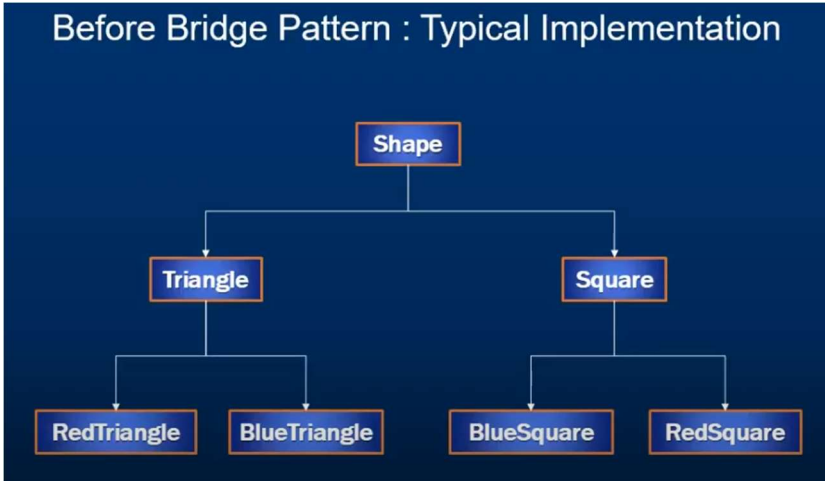 Before Bridge Pattern : Typical Implementation
Shape
Triangle
Square
RedTriangle
BlueTriangle
BlueSquare
RedSquare